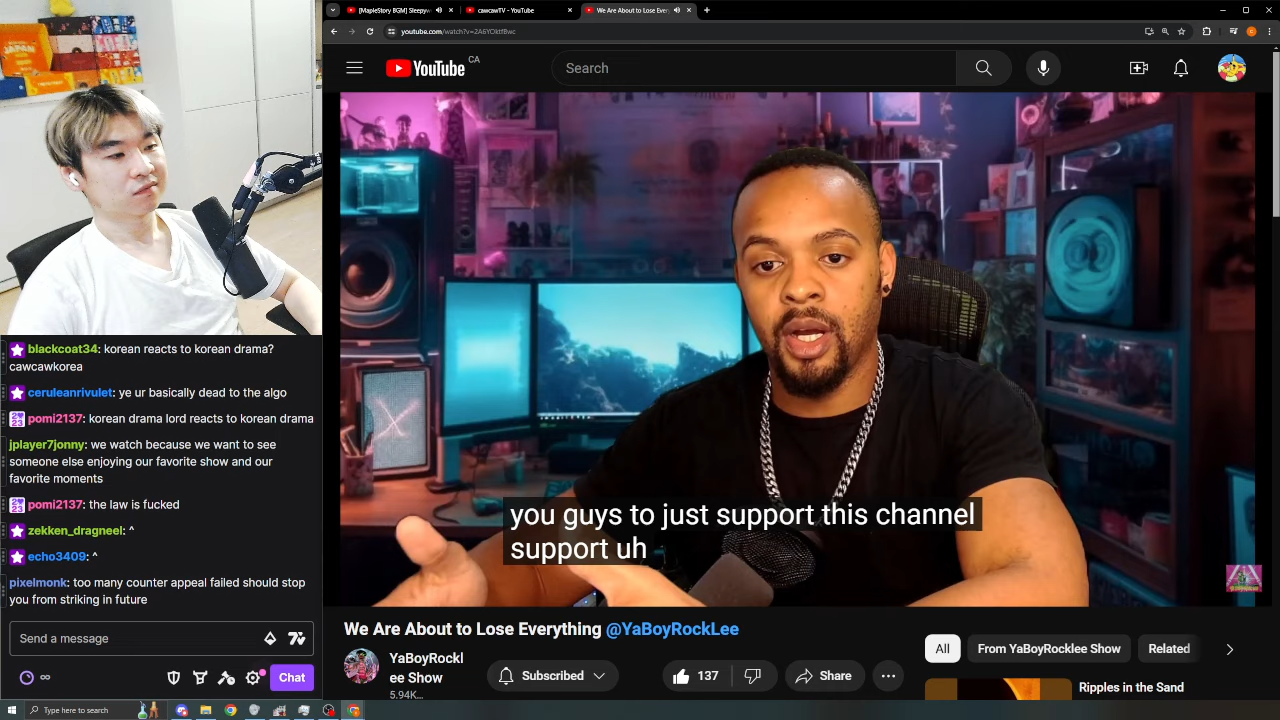 [MapleStory BGM] Sleepyw
cawcawTV - YouTube
We Are About to Lose Ever
youtube.com/watch?v=2A6YOktfBwc
YouTube CA
Search
JAPAN
blackcoat34: korean reacts to korean drama?
cawcawkorea
ceruleanrivulet: ye ur basically dead to the algo
pomi2137: korean drama lord reacts to korean drama
jplayer7jonny: we watch because we want to see
someone else enjoying our favorite show and our
favorite moments
pomi2137: the law is fucked
zekken_dragneel: ^
echo3409: ^
pixelmonk: too many counter appeal failed should stop
you from striking in future
Send a message
Chat
you guys to just support this channel
support uh
We Are About to Lose Everything @YaBoyRockLee
YaBoyRockl
ee Show
5.94K...
Subscribed
137
Share
All
From YaBoyRocklee Show
Related
Ripples in the Sand
Type here to search